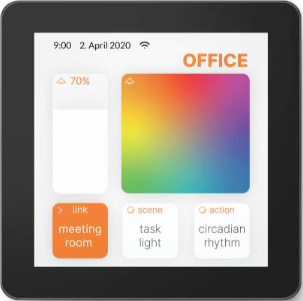 9:00 2. April 2020
OFFICE
70%
link
meeting
room
scene
task
light
action
circadian
rhythm